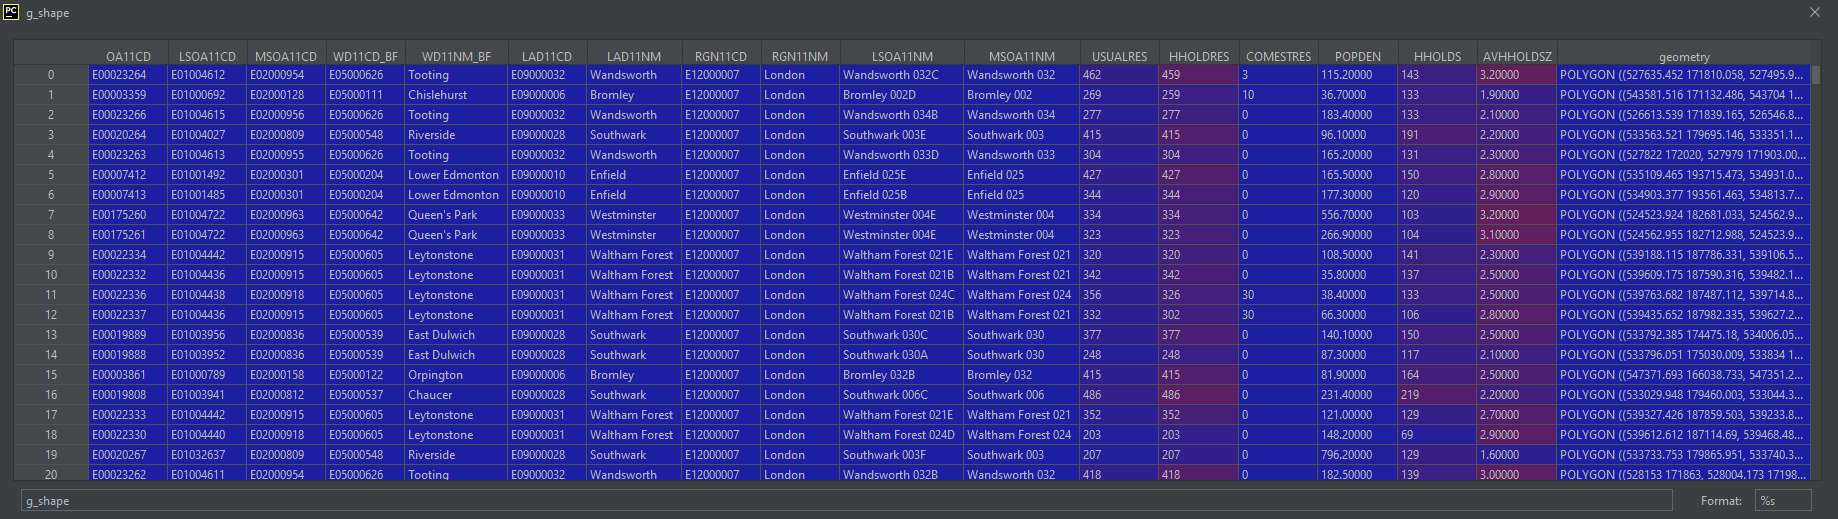 PC g_shape
OA11CD LSOA11CD MSOA11CD WD11CD_BF WD11NM_BF LAD11CD LAD11NM RGN11CD RGN11NM LSOA11NM MSOA11NM USUALRES HHOLDRES COMESTRES POPDEN HHOLDS AVHHOLDSZ geometry
0 E00023264 E01004612 E02000954 E05000626 Tooting E09000032 Wandsworth E12000007 London Wandsworth 032C Wandsworth 032 462 459 3 115.20000 143 3.20000 POLYGON ((527635.452 171810.058, 527495.9...
1 E00003359 E01000692 E02000128 E05000111 Chislehurst E09000006 Bromley E12000007 London Bromley 002D Bromley 002 269 259 10 36.70000 133 1.90000 POLYGON ((543581.516 171132.486, 543704 1...
2 E00023266 E01004615 E02000956 E05000626 Tooting E09000032 Wandsworth E12000007 London Wandsworth 034B Wandsworth 034 277 277 0 183.40000 133 2.10000 POLYGON ((526613.539 171839.165, 526546.8...
3 E00020264 E01004027 E02000809 E05000548 Riverside E09000028 Southwark E12000007 London Southwark 003E Southwark 003 415 415 0 96.10000 191 2.20000 POLYGON ((533563.521 179695.146, 533351.1...
4 E00023263 E01004613 E02000955 E05000626 Tooting E09000032 Wandsworth E12000007 London Wandsworth 033D Wandsworth 033 304 304 0 165.20000 131 2.30000 POLYGON ((527822 172020, 527979 171903.00...
5 E00007412 E01001492 E02000301 E05000204 Lower Edmonton E09000010 Enfield E12000007 London Enfield 025E Enfield 025 427 427 0 165.50000 150 2.80000 POLYGON ((535109.465 193715.473, 534931.0...
6 E00007413 E01001485 E02000301 E05000204 Lower Edmonton E09000010 Enfield E12000007 London Enfield 025B Enfield 025 344 344 0 177.30000 120 2.90000 POLYGON ((534903.377 193561.463, 534813.7...
7 E00175260 E01004722 E02000963 E05000642 Queen's Park E09000033 Westminster E12000007 London Westminster 004E Westminster 004 334 334 0 556.70000 103 3.20000 POLYGON ((524523.924 182681.033, 524562.9...
8 E00175261 E01004722 E02000963 E05000642 Queen's Park E09000033 Westminster E12000007 London Westminster 004E Westminster 004 323 323 0 266.90000 104 3.10000 POLYGON ((524562.955 182712.988, 524523.9...
9 E00022334 E01004442 E02000915 E05000605 Leytonstone E09000031 Waltham Forest E12000007 London Waltham Forest 021E Waltham Forest 021 320 320 0 108.50000 141 2.30000 POLYGON ((539188.115 187786.331, 539106.5...
10 E00022332 E01004436 E02000915 E05000605 Leytonstone E09000031 Waltham Forest E12000007 London Waltham Forest 021B Waltham Forest 021 342 342 0 35.80000 137 2.50000 POLYGON ((539609.175 187590.316, 539482.1...
11 E00022336 E01004438 E02000918 E05000605 Leytonstone E09000031 Waltham Forest E12000007 London Waltham Forest 024C Waltham Forest 024 356 326 30 38.40000 133 2.50000 POLYGON ((539763.682 187487.112, 539714.8...
12 E00022337 E01004436 E02000915 E05000605 Leytonstone E09000031 Waltham Forest E12000007 London Waltham Forest 021B Waltham Forest 021 332 302 30 66.30000 106 2.80000 POLYGON ((539435.652 187982.335, 539627.2...
13 E00019889 E01003956 E02000836 E05000539 East Dulwich E09000028 Southwark E12000007 London Southwark 030C Southwark 030 377 377 0 140.10000 150 2.50000 POLYGON ((533792.385 174475.18, 534006.05...
14 E00019888 E01003952 E02000836 E05000539 East Dulwich E09000028 Southwark E12000007 London Southwark 030A Southwark 030 248 248 0 87.30000 117 2.10000 POLYGON ((533796.051 175030.009, 533834 1...
15 E00003861 E01000789 E02000158 E05000122 Orpington E09000006 Bromley E12000007 London Bromley 032B Bromley 032 415 415 0 81.90000 164 2.50000 POLYGON ((547371.693 166038.733, 547351.2...
16 E00019808 E01003941 E02000812 E05000537 Chaucer E09000028 Southwark E12000007 London Southwark 006C Southwark 006 486 486 0 231.40000 219 2.20000 POLYGON ((533029.948 179460.003, 533044.3...
17 E00022333 E01004442 E02000915 E05000605 Leytonstone E09000031 Waltham Forest E12000007 London Waltham Forest 021E Waltham Forest 021 352 352 0 121.00000 129 2.70000 POLYGON ((539327.426 187859.503, 539233.8...
18 E00022330 E01004440 E02000918 E05000605 Leytonstone E09000031 Waltham Forest E12000007 London Waltham Forest 024D Waltham Forest 024 203 203 0 148.20000 69 2.90000 POLYGON ((539612.612 187114.69, 539468.48...
19 E00020267 E01032637 E02000809 E05000548 Riverside E09000028 Southwark E12000007 London Southwark 003F Southwark 003 207 207 0 796.20000 129 1.60000 POLYGON ((533733.753 179865.951, 533740.3...
20 E00023262 E01004611 E02000954 E05000626 Tooting E09000032 Wandsworth E12000007 London Wandsworth 032B Wandsworth 032 418 418 0 182.50000 139 3.00000 POLYGON ((528153 171863, 528004.173 17198...
g_shape Format: %s